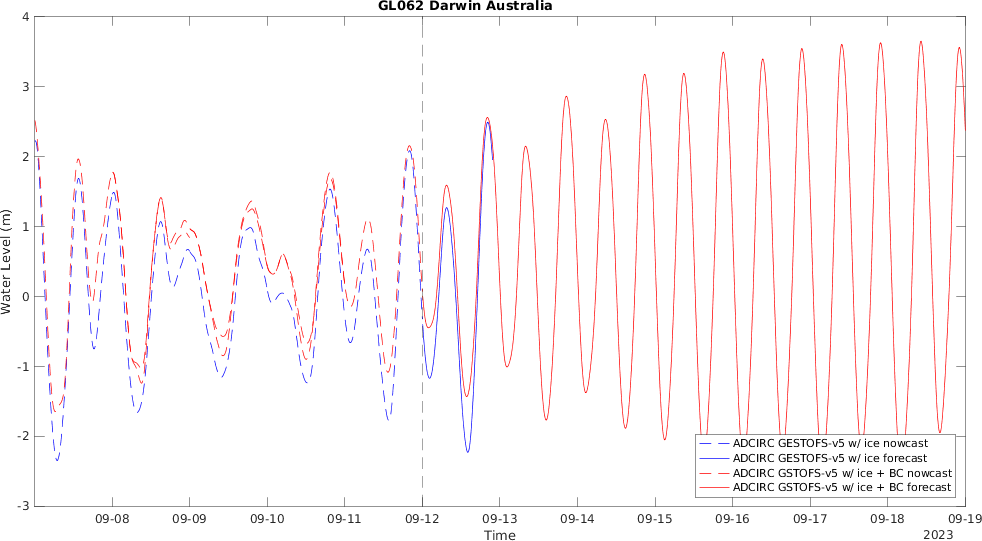 GL062 Darwin Australia
4
3
2
1
0
-1
-2
-3
Water Level (m)
ADCIRC GESTOFS-v5 w/ ice nowcast
ADCIRC GESTOFS-v5 w/ ice forecast
ADCIRC GSTOFS-v5 w/ ice + BC nowcast
ADCIRC GSTOFS-v5 w/ ice + BC forecast
09-08 09-09 09-10 09-11 09-12 09-13 09-14 09-15 09-16 09-17 09-18 09-19
Time
2023